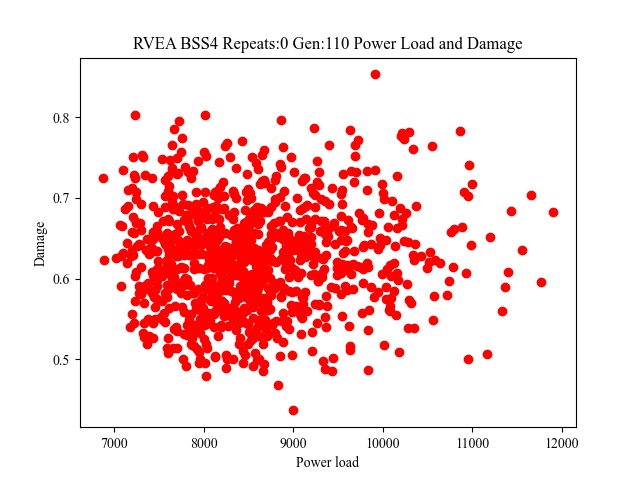 RVEA BSS4 Repeats:0 Gen:110 Power Load and Damage
0.8
0.7
0.6
0.5
Damage
7000 8000 9000 10000 11000 12000
Power load